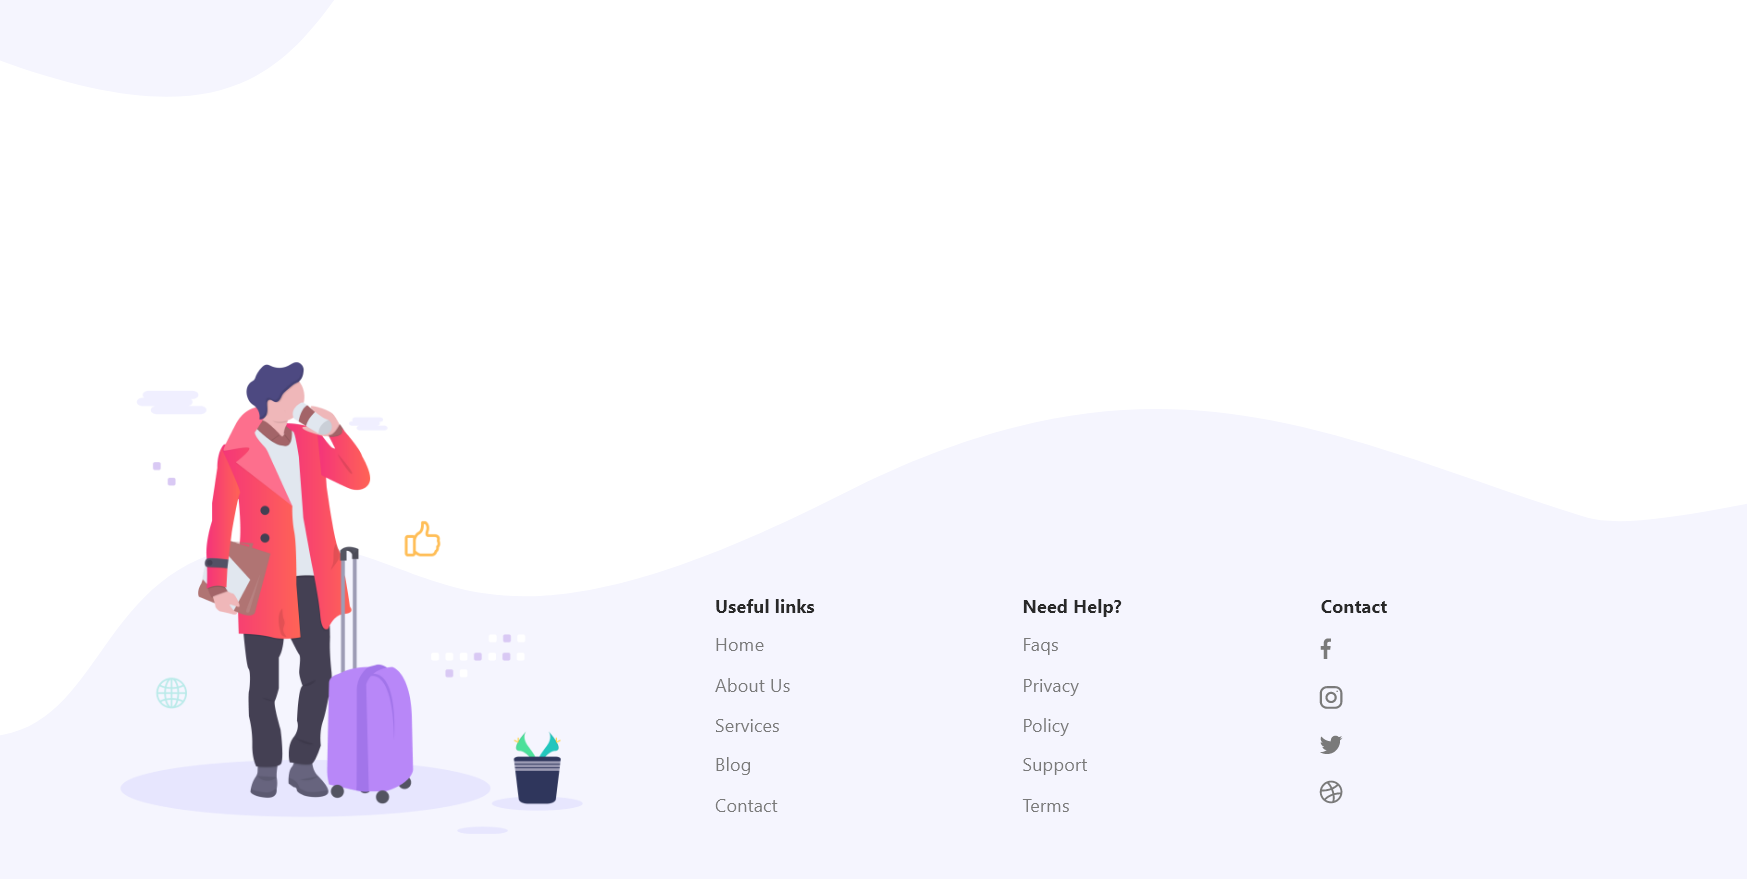 Useful links
Home
About Us
Services
Blog
Contact
Need Help?
Faqs
Privacy
Policy
Support
Terms
Contact